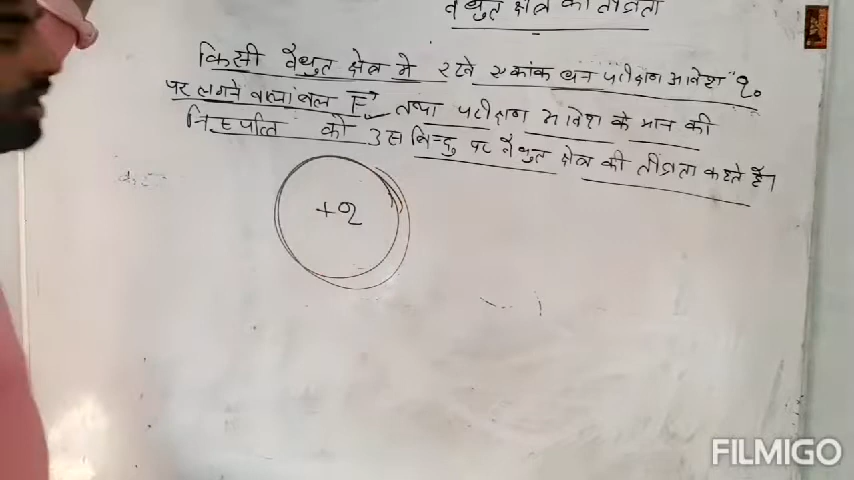 वैधुत क्षेत्र की तीव्रता
किसी वैधुत क्षेत्र मे रखे एकांक धन परीक्षण आवेश q₀
पर लगने वाला बल F⃗ तथा परीक्षण आवेश के मान की
निष्पत्ति को उस बिन्दु पर वैधुत क्षेत्र की तीव्रता कहते है।
+q
FILMIGO